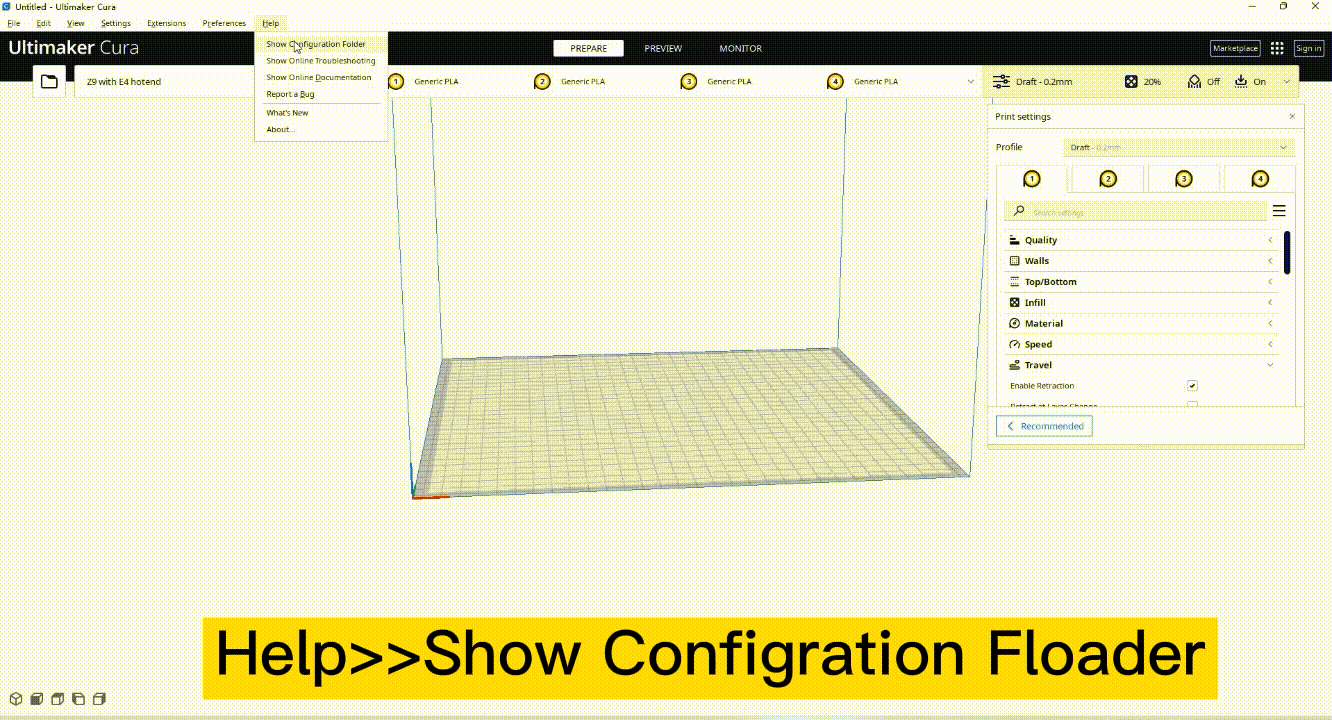 Untitled - Ultimaker Cura
File Edit View Settings Extensions Preferences Help
Ultimaker Cura
PREPARE PREVIEW MONITOR
Marketplace Sign in
Show Configuration Folder
Show Online Troubleshooting
Show Online Documentation
Report a Bug
What's New
About...
Z9 with E4 hotend
1 Generic PLA 2 Generic PLA 3 Generic PLA 4 Generic PLA
Draft - 0.2mm 20% Off On
Print settings
Profile Draft - 0.2mm
1 2 3 4
Search settings
Quality
Walls
Top/Bottom
Infill
Material
Speed
Travel
Enable Retraction
Retract at Layer Change
Recommended
Help>>Show Configration Floader